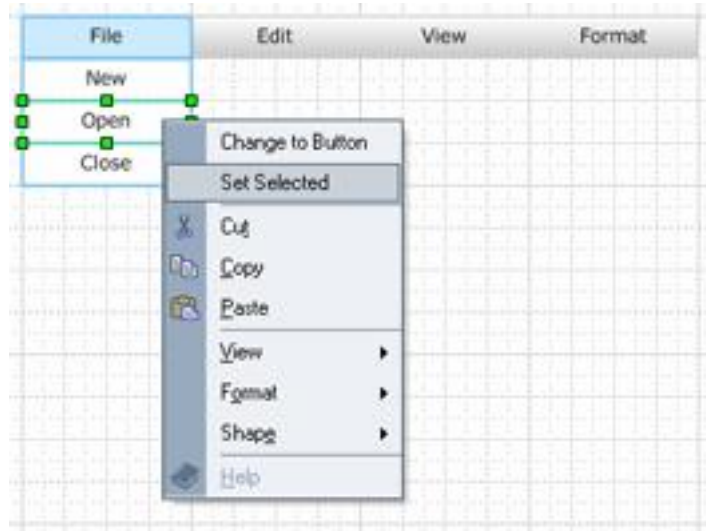 File Edit View Format
New
Open
Close
Change to Button
Set Selected
Cut
Copy
Paste
View
Format
Shape
Help